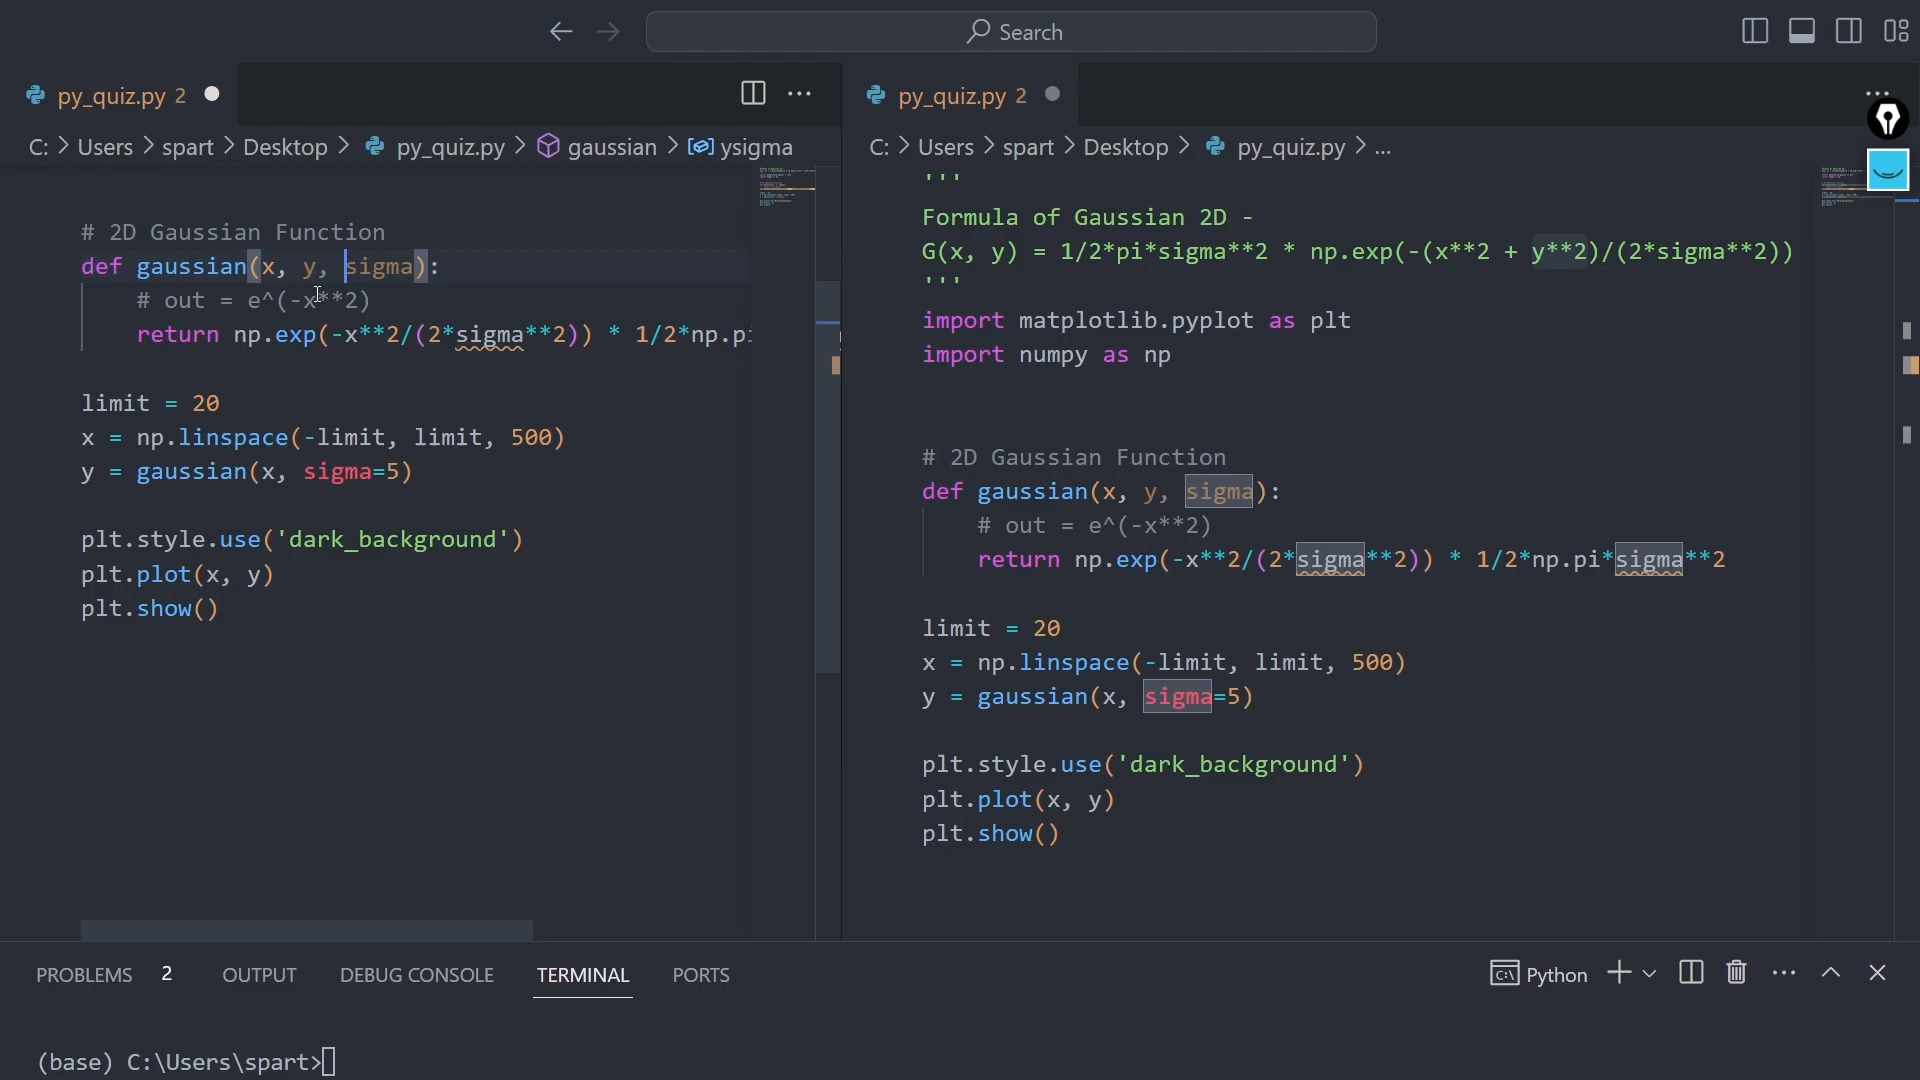 Search
py_quiz.py 2
C: > Users > spart > Desktop > py_quiz.py > gaussian > ysigma
# 2D Gaussian Function
def gaussian(x, y, sigma):
# out = e^(-x**2)
return np.exp(-x**2/(2*sigma**2)) * 1/2*np.pi
limit = 20
x = np.linspace(-limit, limit, 500)
y = gaussian(x, sigma=5)
plt.style.use('dark_background')
plt.plot(x, y)
plt.show()
py_quiz.py 2
C: > Users > spart > Desktop > py_quiz.py > ...
'''
Formula of Gaussian 2D -
G(x, y) = 1/2*pi*sigma**2 * np.exp(-(x**2 + y**2)/(2*sigma**2))
'''
import matplotlib.pyplot as plt
import numpy as np
# 2D Gaussian Function
def gaussian(x, y, sigma):
# out = e^(-x**2)
return np.exp(-x**2/(2*sigma**2)) * 1/2*np.pi*sigma**2
limit = 20
x = np.linspace(-limit, limit, 500)
y = gaussian(x, sigma=5)
plt.style.use('dark_background')
plt.plot(x, y)
plt.show()
PROBLEMS 2 OUTPUT DEBUG CONSOLE TERMINAL PORTS
Python
(base) C:\Users\spart>